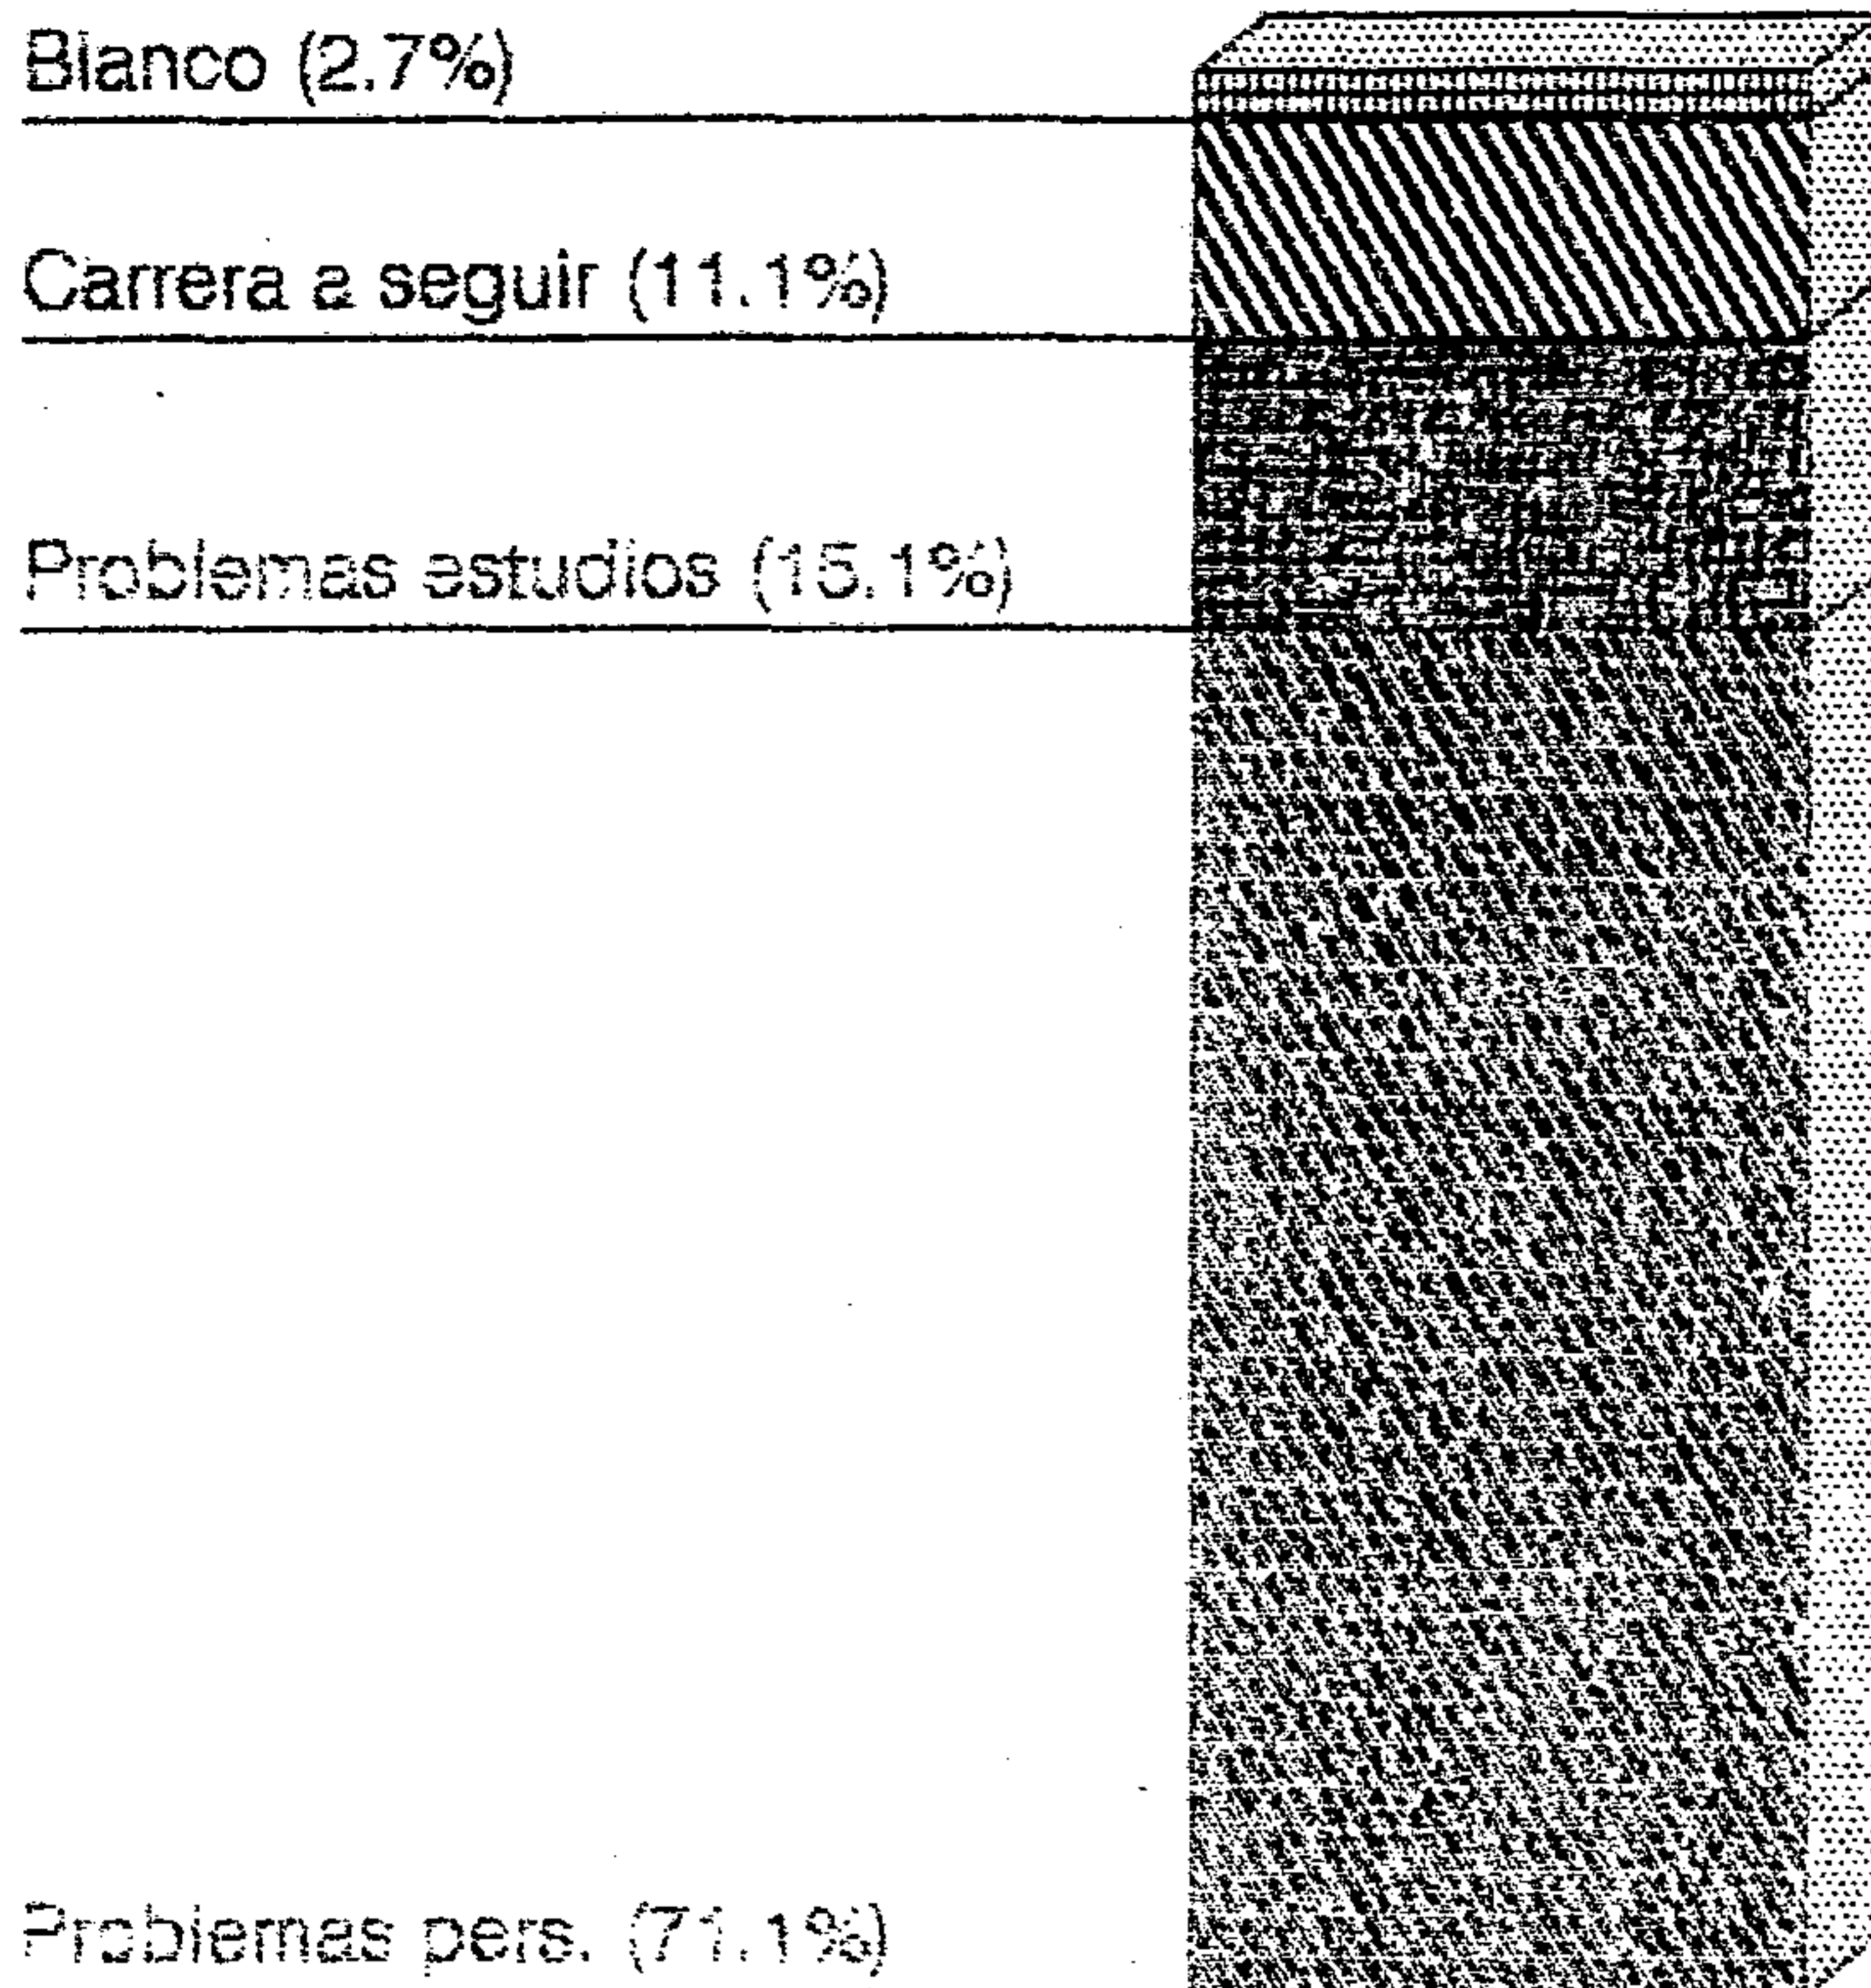 Blanco (2.7%)
Carrera a seguir (11.1%)
Problemas estudios (15.1%)
Problemas pers. (71.1%)